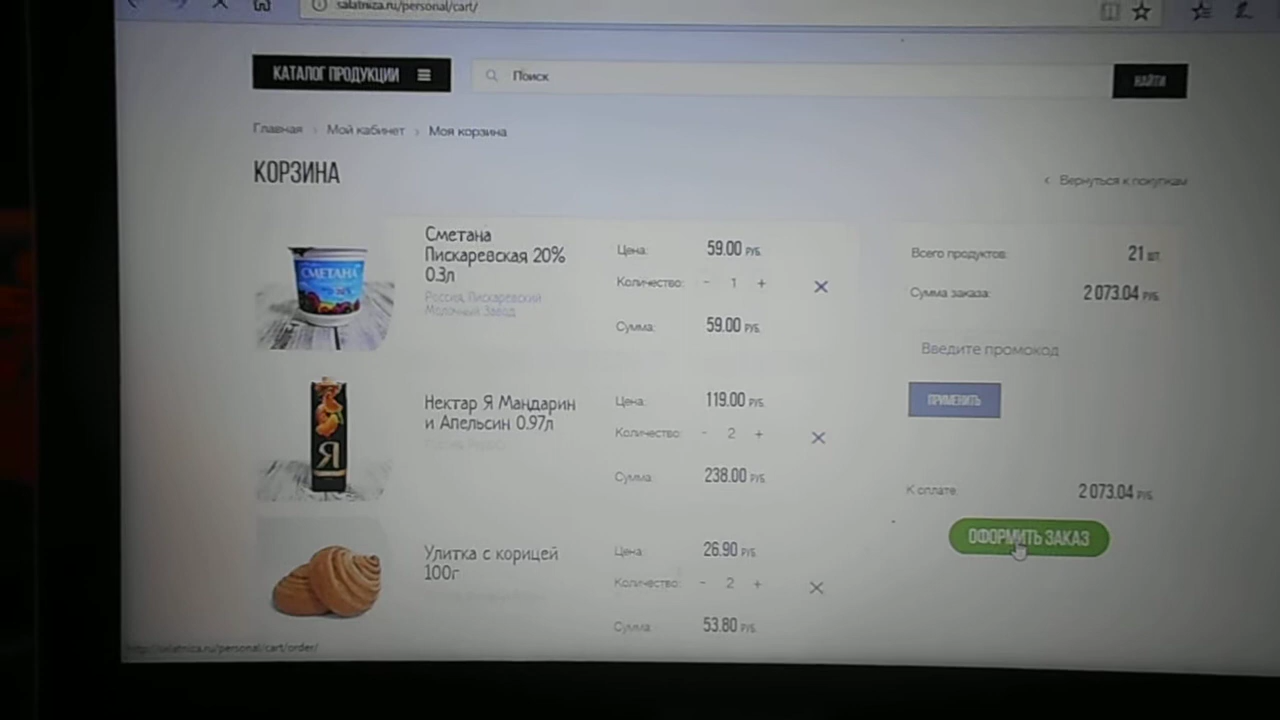 salatniza.ru/personal/cart/
КАТАЛОГ ПРОДУКЦИИ
Поиск
НАЙТИ
Главная > Мой кабинет > Моя корзина
КОРЗИНА
< Вернуться к покупкам
Сметана
Пискаревская 20%
0.3л
Россия, Пискаревский
Молочный Завод
СМЕТАНА
Цена: 59.00 РУБ.
Количество: - 1 +
Сумма: 59.00 РУБ.
Всего продуктов: 21 шт.
Сумма заказа: 2 073.04 РУБ.
Введите промокод
ПРИМЕНИТЬ
К оплате: 2 073.04 РУБ.
ОФОРМИТЬ ЗАКАЗ
Нектар Я Мандарин
и Апельсин 0.97л
Я
Цена: 119.00 РУБ.
Количество: - 2 +
Сумма: 238.00 РУБ.
Улитка с корицей
100г
Цена: 26.90 РУБ.
Количество: - 2 +
Сумма: 53.80 РУБ.
http://salatniza.ru/personal/cart/order/